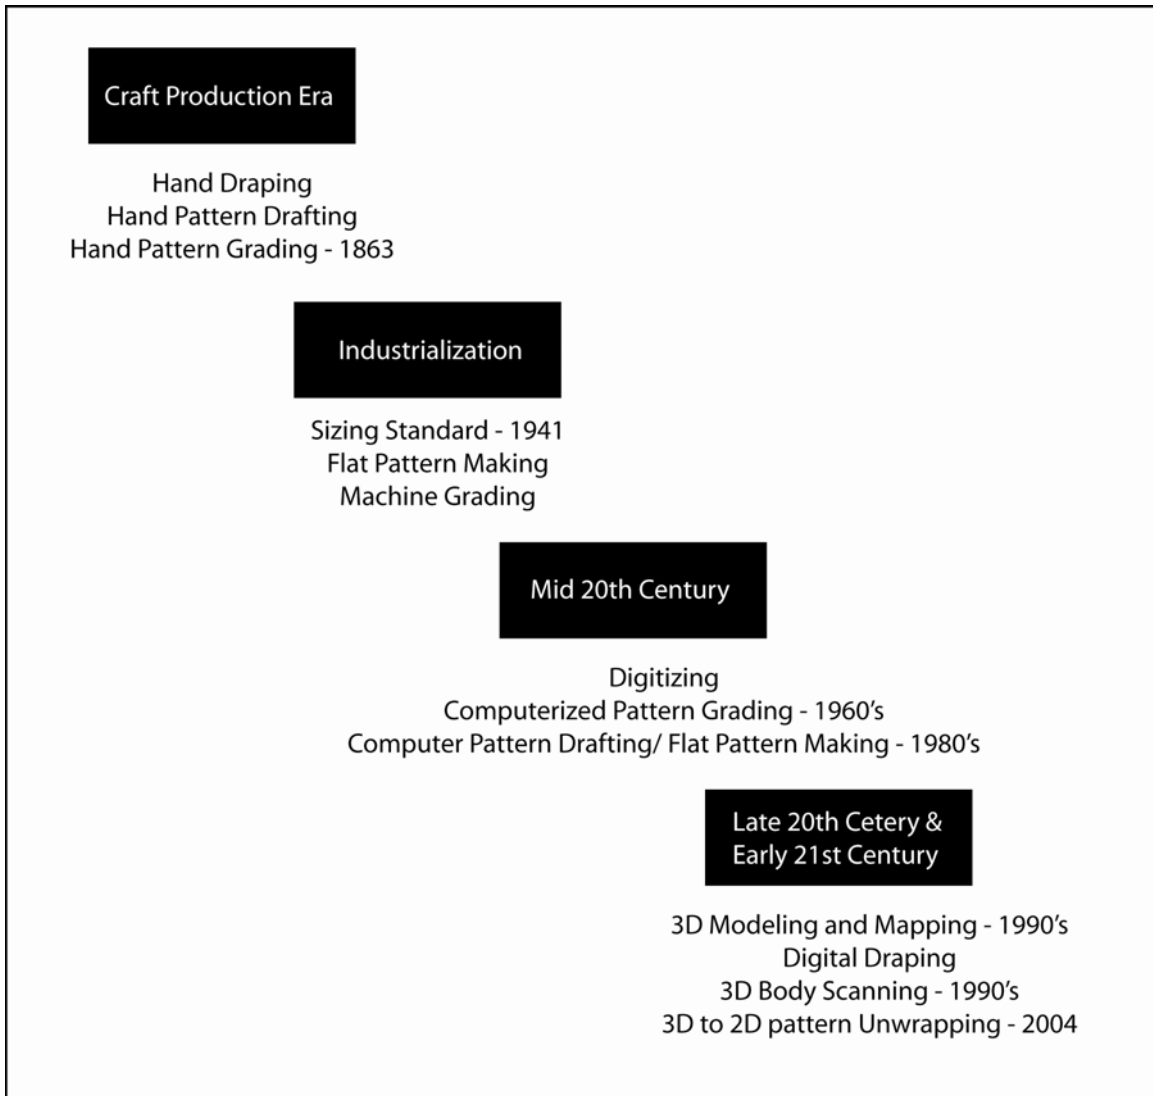 Craft Production Era
Hand Draping
Hand Pattern Drafting
Hand Pattern Grading - 1863
Industrialization
Sizing Standard - 1941
Flat Pattern Making
Machine Grading
Mid 20th Century
Digitizing
Computerized Pattern Grading - 1960’s
Computer Pattern Drafting/ Flat Pattern Making - 1980’s
Late 20th Cetery &
Early 21st Century
3D Modeling and Mapping - 1990’s
Digital Draping
3D Body Scanning - 1990’s
3D to 2D pattern Unwrapping - 2004